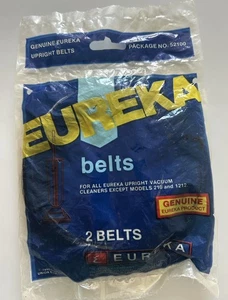 GENUINE EUREKA
UPRIGHT BELTS
PACKAGE NO. 52100
EUREKA
belts
FOR ALL EUREKA UPRIGHT VACUUM
CLEANERS EXCEPT MODELS 210 and 1313
GENUINE
EUREKA PRODUCT
2 BELTS
EUREKA